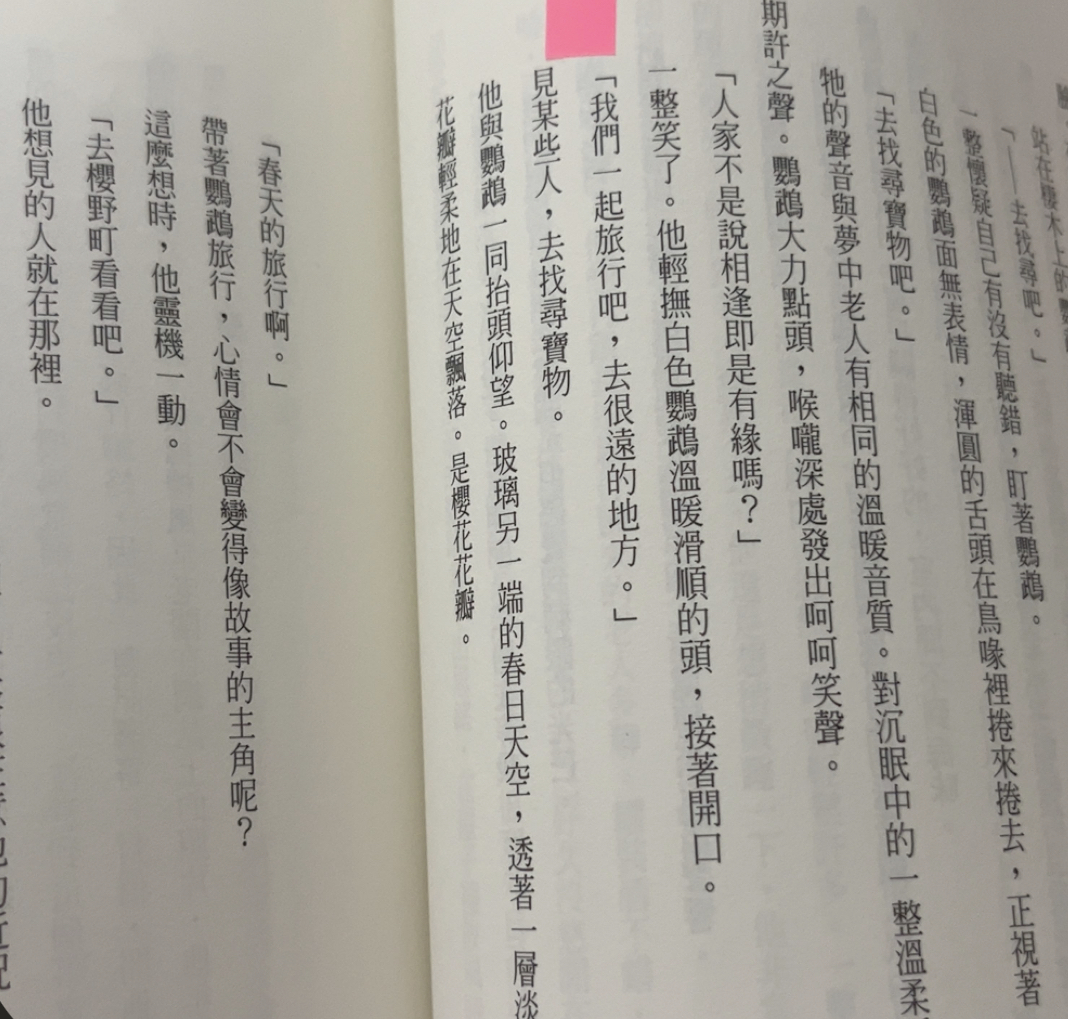 站在棲木上的鸚鵡
「——去找尋吧。」
一整懷疑自己有沒有聽錯，盯著鸚鵡。
白色的鸚鵡面無表情，渾圓的舌頭在鳥喙裡捲來捲去，正視著
「去找尋寶物吧。」
牠的聲音與夢中老人有相同的溫暖音質。對沉眠中的一整溫柔
期許之聲。鸚鵡大力點頭，喉嚨深處發出呵呵笑聲。
「人家不是說相逢即是有緣嗎？」
一整笑了。他輕撫白色鸚鵡溫暖滑順的頭，接著開口。
「我們一起旅行吧，去很遠的地方。」
見某些人，去找尋寶物。
他與鸚鵡一同抬頭仰望。玻璃另一端的春日天空，透著一層淡
花瓣輕柔地在天空飄落。是櫻花花瓣。
「春天的旅行啊。」
帶著鸚鵡旅行，心情會不會變得像故事的主角呢？
這麼想時，他靈機一動。
「去櫻野町看看吧。」
他想見的人就在那裡。